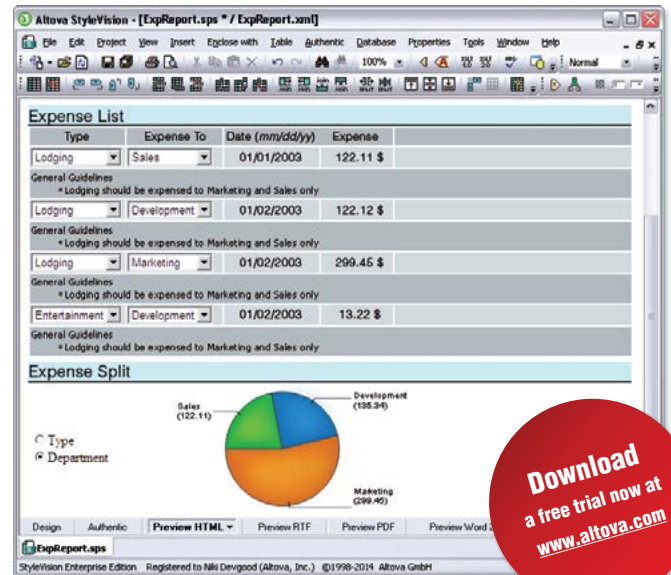 Altova StyleVision - [ExpReport.sps * / ExpReport.xml]
File Edit Project View Insert Enclose with Table Authentic Database Properties Tools Window Help
100% Normal
Expense List
Type Expense To Date (mm/dd/yy) Expense
Lodging Sales 01/01/2003 122.11 $
General Guidelines
*Lodging should be expensed to Marketing and Sales only
Lodging Development 01/02/2003 122.12 $
General Guidelines
*Lodging should be expensed to Marketing and Sales only
Lodging Marketing 01/02/2003 299.45 $
General Guidelines
*Lodging should be expensed to Marketing and Sales only
Entertainment Development 01/02/2003 13.22 $
General Guidelines
*Lodging should be expensed to Marketing and Sales only
Expense Split
Sales
(122.11)
Development
(135.34)
Type
Department
Marketing
(299.45)
Download
a free trial now at
www.altova.com
Design Authentic Preview HTML Preview RTF Preview PDF Preview Word
ExpReport.sps
StyleVision Enterprise Edition Registered to Niki Devgood (Altova, Inc.) ©1998-2014 Altova GmbH